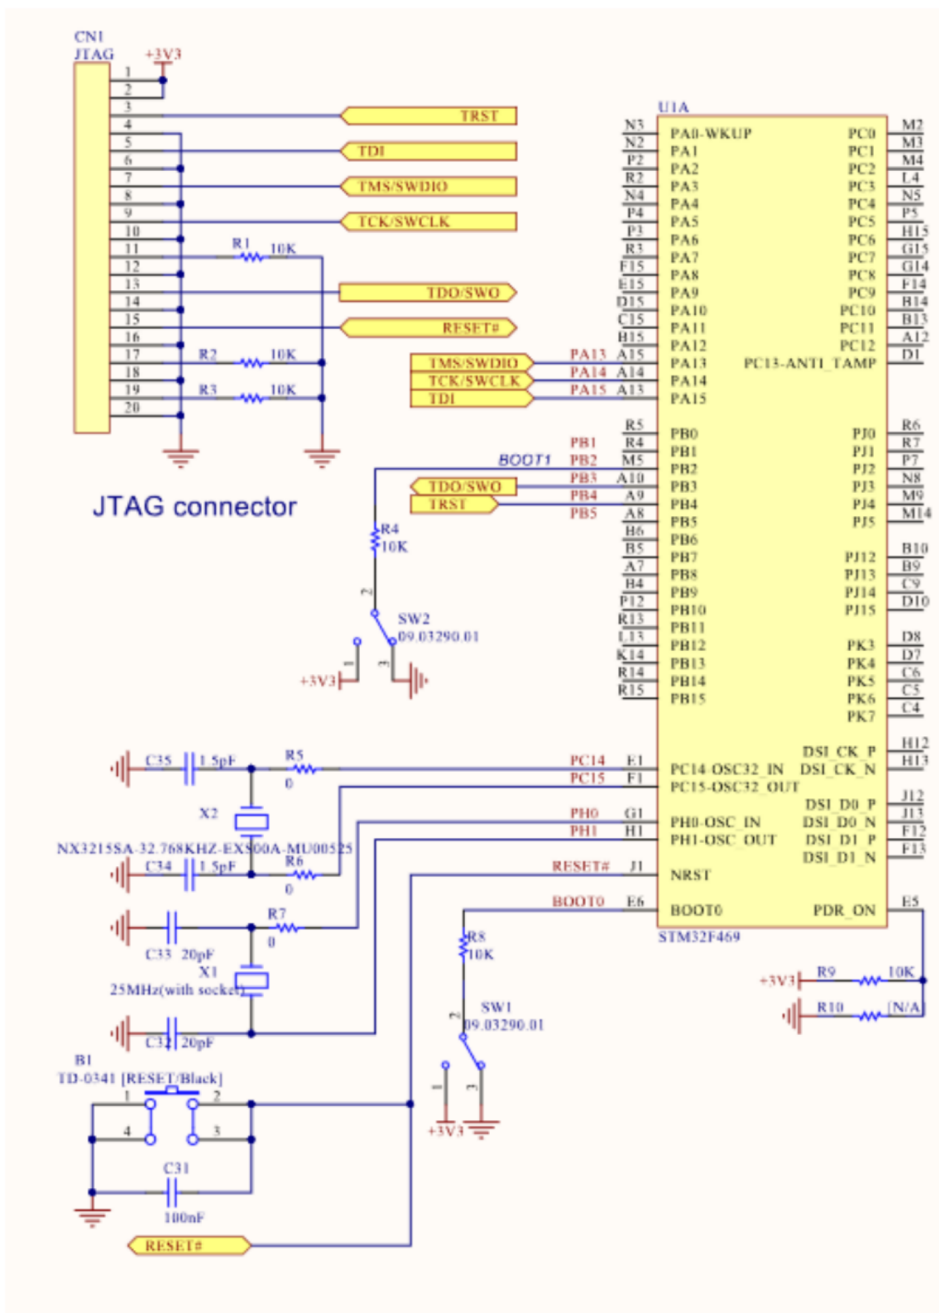 CN1
JTAG
+3V3
1
2
3
4
5
6
7
8
9
10
11
12
13
14
15
16
17
18
19
20
TRST
TDI
TMS/SWDIO
TCK/SWCLK
R1 10K
TDO/SWO
RESET#
R2 10K
R3 10K
JTAG connector
U1A
N3 PA0-WKUP PC0 M2
N2 PA1 PC1 M3
P2 PA2 PC2 M4
R2 PA3 PC3 L4
N4 PA4 PC4 N5
P4 PA5 PC5 P5
P3 PA6 PC6 H15
R3 PA7 PC7 G15
F15 PA8 PC8 G14
E15 PA9 PC9 F14
D15 PA10 PC10 B14
C15 PA11 PC11 B13
B15 PA12 PC12 A12
TMS/SWDIO PA13 A15 PA13 PC13-ANTI_TAMP D1
TCK/SWCLK PA14 A14 PA14
TDI PA15 A13 PA15
R5 PB0 PJ0 R6
PB1 R4 PB1 PJ1 R7
BOOT1 PB2 M5 PB2 PJ2 P7
TDO/SWO PB3 A10 PB3 PJ3 N8
TRST PB4 A9 PB4 PJ4 M9
PB5 A8 PB5 PJ5 M14
B6 PB6
B5 PB7 PJ12 B10
A7 PB8 PJ13 B9
B4 PB9 PJ14 C9
P12 PB10 PJ15 D10
R13 PB11
L13 PB12 PK3 D8
K14 PB13 PK4 D7
R14 PB14 PK5 C6
R15 PB15 PK6 C5
PK7 C4
R4
10K
2
SW2
09.03290.01
1
3
+3V3
DSI_CK_P H12
PC14 E1 PC14-OSC32_IN DSI_CK_N H13
PC15 F1 PC15-OSC32_OUT
DSI_D0_P J12
PH0 G1 PH0-OSC_IN DSI_D0_N J13
PH1 H1 PH1-OSC_OUT DSI_D1_P F12
DSI_D1_N F13
RESET# J1 NRST
BOOT0 E6 BOOT0 PDR_ON E5
STM32F469
C35 1.5pF R5
0
X2
NX3215SA-32.768KHZ-EXS00A-MU00525
C34 1.5pF R6
0
R7
0
C33 20pF
X1
25MHz(with socket)
C32 20pF
R8
10K
2
SW1
09.03290.01
1
3
+3V3
+3V3 R9 10K
R10 [N/A]
B1
TD-0341 [RESET/Black]
1 2
4 3
C31
100nF
RESET#